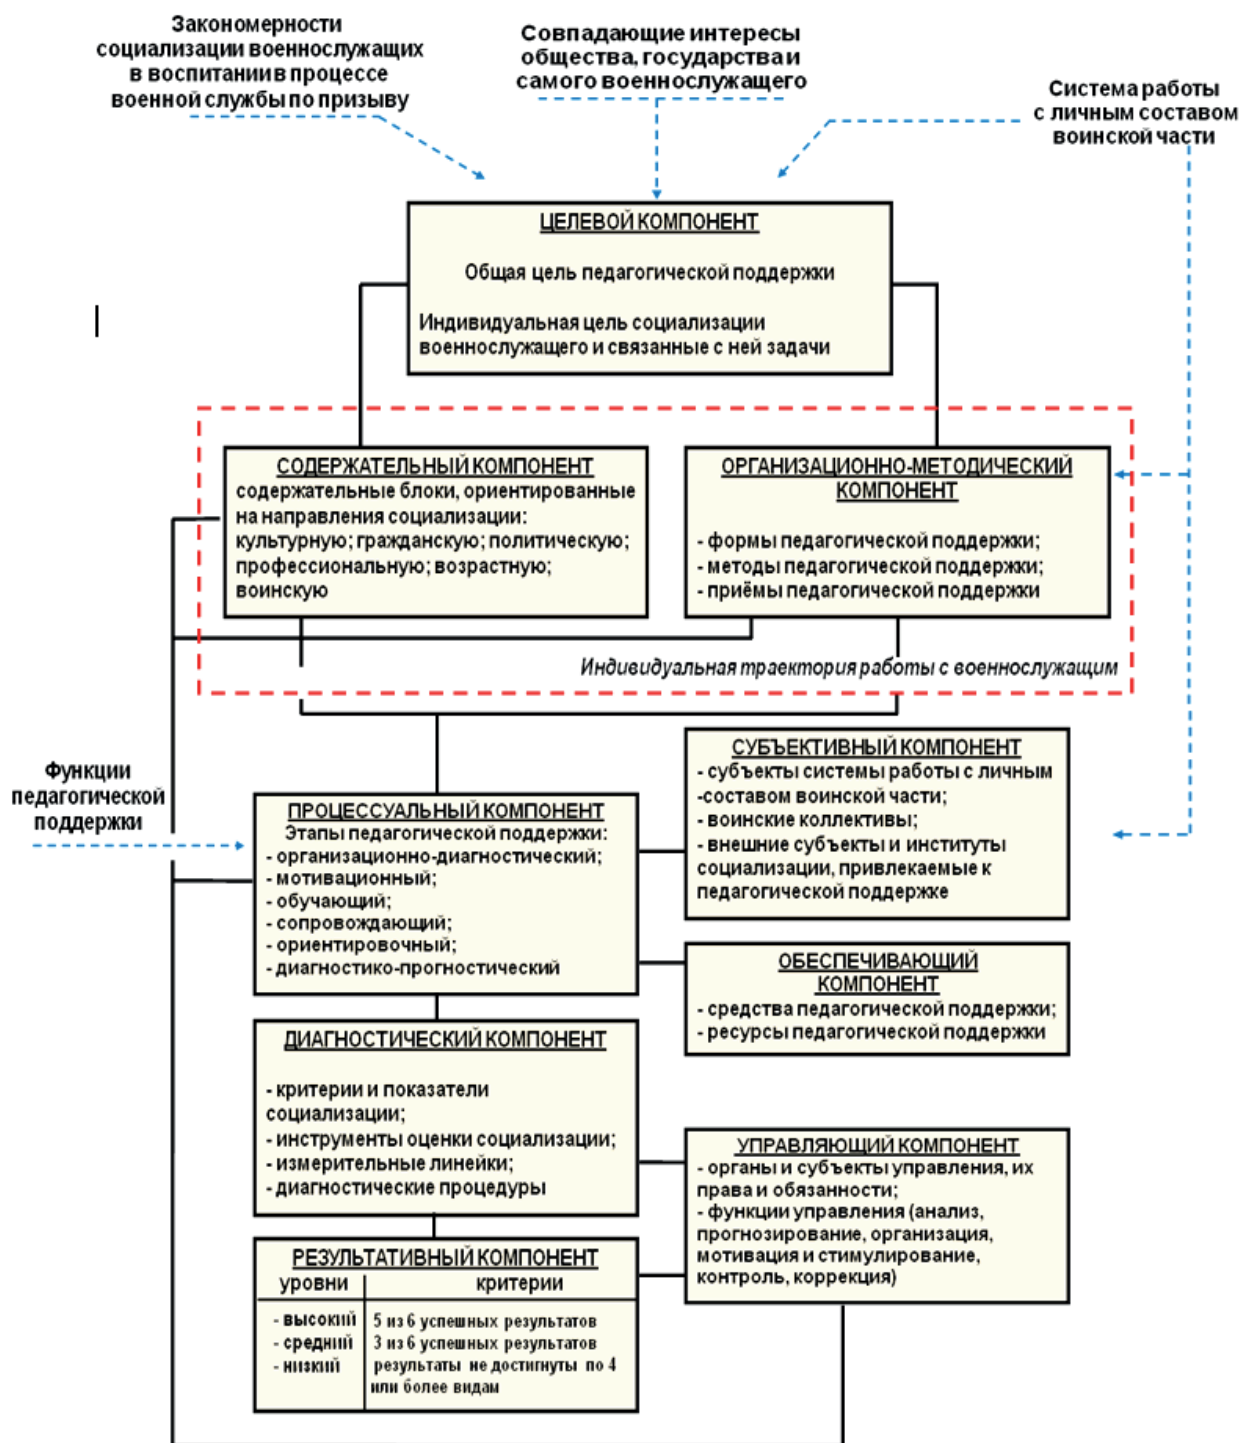 Закономерности
социализации военнослужащих
в воспитании в процессе
военной службы по призыву
Совпадающие интересы
общества, государства и
самого военнослужащего
Система работы
с личным составом
воинской части
ЦЕЛЕВОЙ КОМПОНЕНТ
Общая цель педагогической поддержки
Индивидуальная цель социализации
военнослужащего и связанные с ней задачи
СОДЕРЖАТЕЛЬНЫЙ КОМПОНЕНТ
содержательные блоки, ориентированные
на направления социализации:
культурную; гражданскую; политическую;
профессиональную; возрастную;
воинскую
ОРГАНИЗАЦИОННО-МЕТОДИЧЕСКИЙ
КОМПОНЕНТ
- формы педагогической поддержки;
- методы педагогической поддержки;
- приёмы педагогической поддержки
Индивидуальная траектория работы с военнослужащим
Функции
педагогической
поддержки
ПРОЦЕССУАЛЬНЫЙ КОМПОНЕНТ
Этапы педагогической поддержки:
- организационно-диагностический;
- мотивационный;
- обучающий;
- сопровождающий;
- ориентировочный;
- диагностико-прогностический
СУБЪЕКТИВНЫЙ КОМПОНЕНТ
- субъекты системы работы с личным
-составом воинской части;
- воинские коллективы;
- внешние субъекты и институты
социализации, привлекаемые к
педагогической поддержке
ОБЕСПЕЧИВАЮЩИЙ
КОМПОНЕНТ
- средства педагогической поддержки;
- ресурсы педагогической поддержки
ДИАГНОСТИЧЕСКИЙ КОМПОНЕНТ
- критерии и показатели
социализации;
- инструменты оценки социализации;
- измерительные линейки;
- диагностические процедуры
УПРАВЛЯЮЩИЙ КОМПОНЕНТ
- органы и субъекты управления, их
права и обязанности;
- функции управления (анализ,
прогнозирование, организация,
мотивация и стимулирование,
контроль, коррекция)
РЕЗУЛЬТАТИВНЫЙ КОМПОНЕНТ
уровни критерии
- высокий 5 из 6 успешных результатов
- средний 3 из 6 успешных результатов
- низкий результаты не достигнуты по 4
или более видам